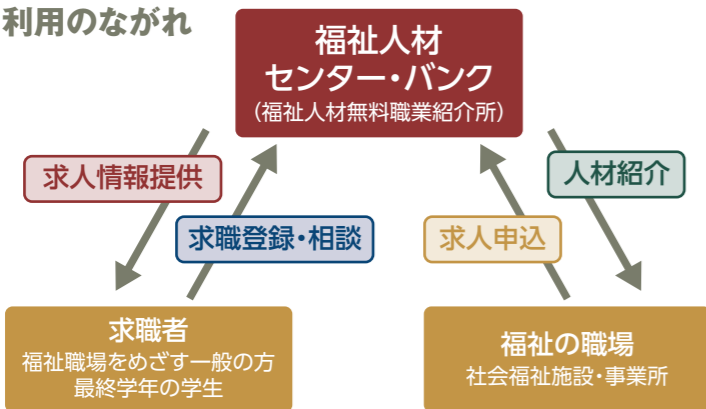 利用のながれ
福祉人材
センター・バンク
(福祉人材無料職業紹介所)
求人情報提供
人材紹介
求職登録・相談
求人申込
求職者
福祉職場をめざす一般の方
最終学年の学生
福祉の職場
社会福祉施設・事業所